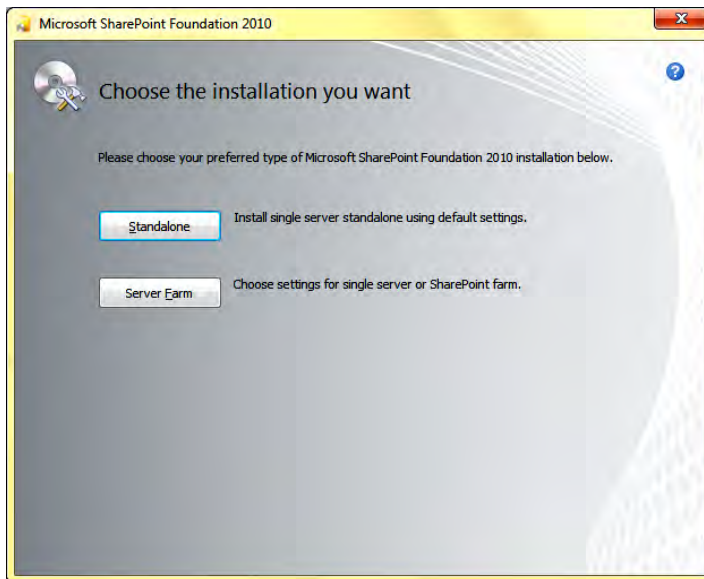 Microsoft SharePoint Foundation 2010
Choose the installation you want
Please choose your preferred type of Microsoft SharePoint Foundation 2010 installation below.
Standalone
Install single server standalone using default settings.
Server Farm
Choose settings for single server or SharePoint farm.